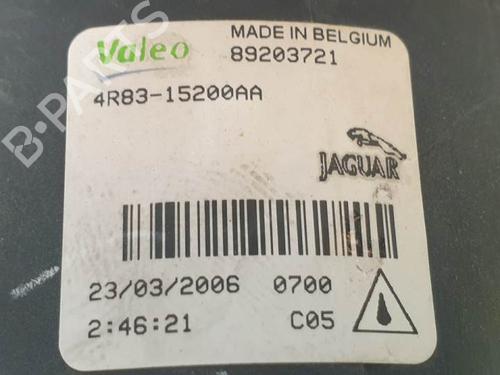 Valeo
MADE IN BELGIUM
89203721
4R83-15200AA
JAGUAR
23/03/2006 0700
2:46:21 C05
B-PARTS